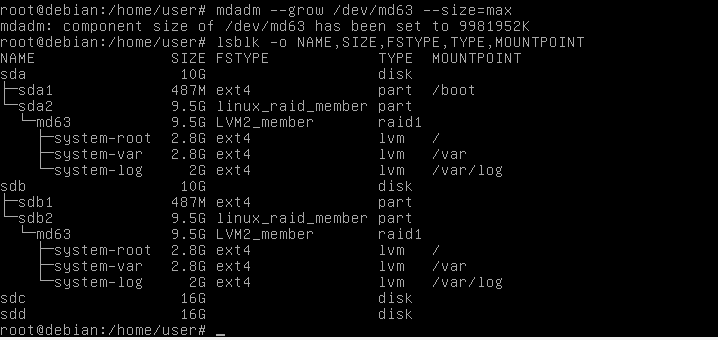 root@debian:/home/user# mdadm --grow /dev/md63 --size=max
mdadm: component size of /dev/md63 has been set to 9981952K
root@debian:/home/user# lsblk -o NAME,SIZE,FSTYPE,TYPE,MOUNTPOINT
NAME SIZE FSTYPE TYPE MOUNTPOINT
sda 10G disk
├─sda1 487M ext4 part /boot
└─sda2 9.5G linux_raid_member part
  └─md63 9.5G LVM2_member raid1
    ├─system-root 2.8G ext4 lvm /
    ├─system-var 2.8G ext4 lvm /var
    └─system-log 2G ext4 lvm /var/log
sdb 10G disk
├─sdb1 487M ext4 part
└─sdb2 9.5G linux_raid_member part
  └─md63 9.5G LVM2_member raid1
    ├─system-root 2.8G ext4 lvm /
    ├─system-var 2.8G ext4 lvm /var
    └─system-log 2G ext4 lvm /var/log
sdc 16G disk
sdd 16G disk
root@debian:/home/user# _